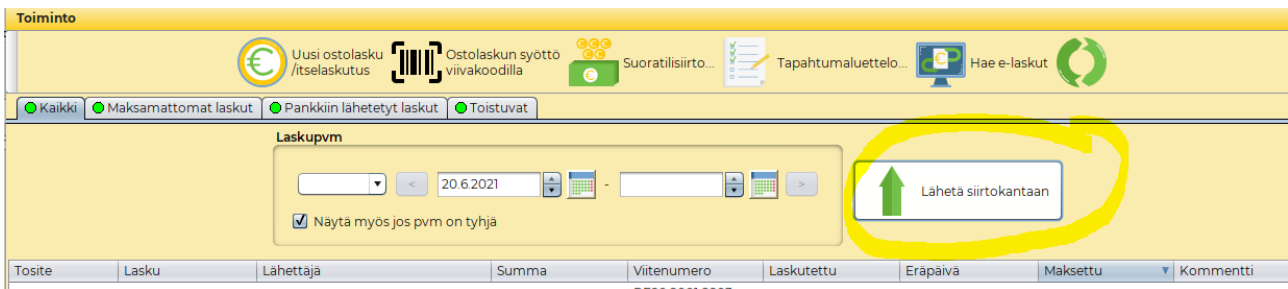 Toiminto
Uusi ostolasku
/itselaskutus
Ostolaskun syöttö
viivakoodilla
Suoratilisiirto...
Tapahtumaluettelo...
Hae e-laskut
Kaikki
Maksamattomat laskut
Pankkiin lähetetyt laskut
Toistuvat
Laskupvm
< 20.6.2021 - >
Näytä myös jos pvm on tyhjä
Lähetä siirtokantaan
Tosite Lasku Lähettäjä Summa Viitenumero Laskutettu Eräpäivä Maksettu Kommentti